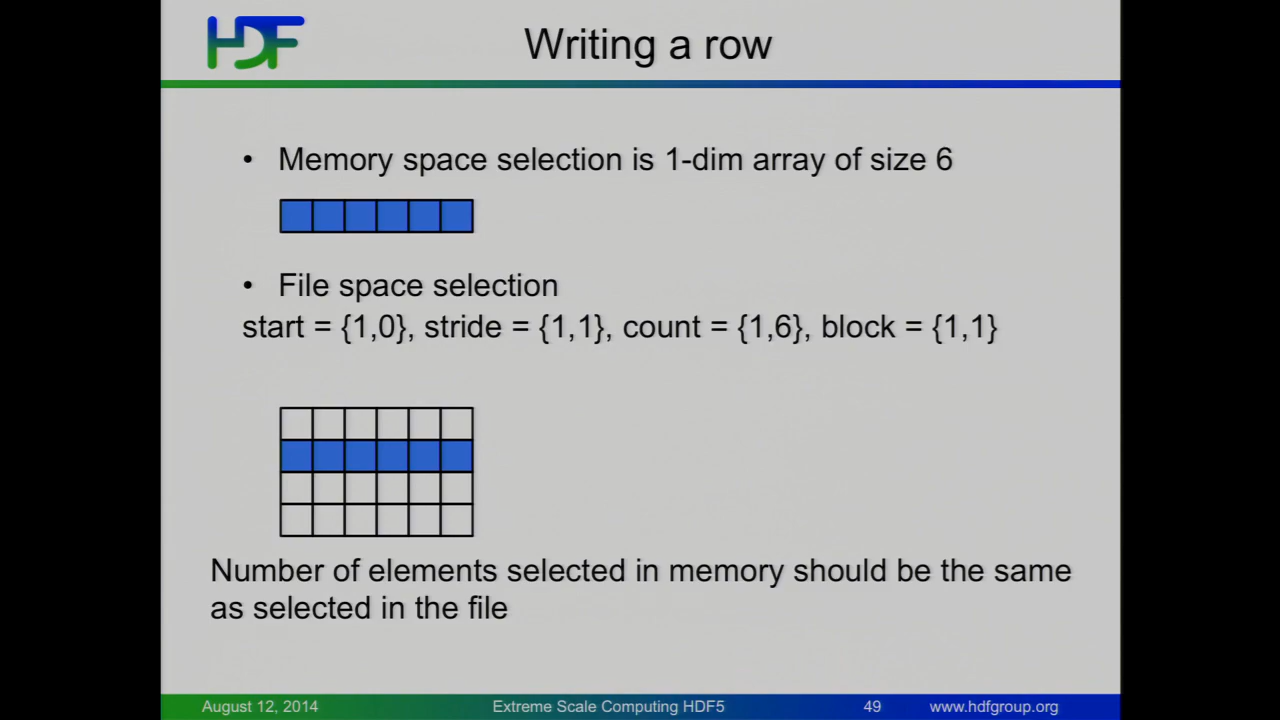 HDF
Writing a row
• Memory space selection is 1-dim array of size 6
• File space selection
start = {1,0}, stride = {1,1}, count = {1,6}, block = {1,1}
Number of elements selected in memory should be the same
as selected in the file
August 12, 2014 Extreme Scale Computing HDF5 49 www.hdfgroup.org